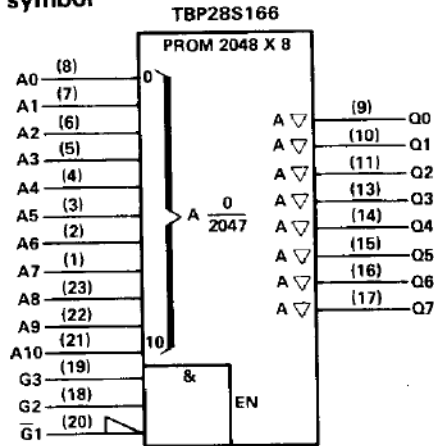 symbol
TBP28S166
PROM 2048 X 8
A0 (8) 0
A1 (7)
A2 (6)
A3 (5)
A4 (4)
A5 (3)
A6 (2)
A7 (1)
A8 (23)
A9 (22)
A10 (21) 10
A 0/2047
G3 (19)
G2 (18)
G̅1 (20)
&
EN
A ▽ (9) Q0
A ▽ (10) Q1
A ▽ (11) Q2
A ▽ (13) Q3
A ▽ (14) Q4
A ▽ (15) Q5
A ▽ (16) Q6
A ▽ (17) Q7